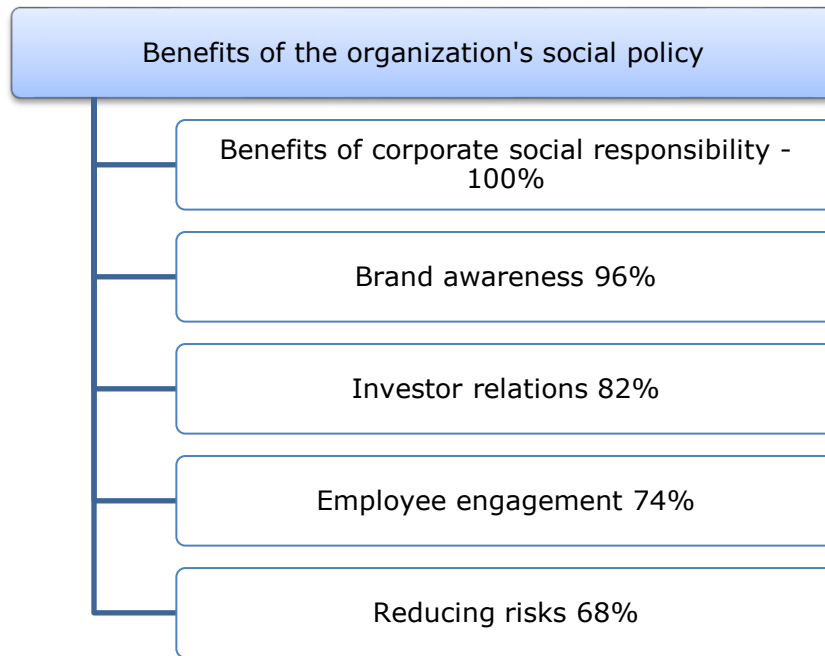 Benefits of the organization's social policy
Benefits of corporate social responsibility -
100%
Brand awareness 96%
Investor relations 82%
Employee engagement 74%
Reducing risks 68%